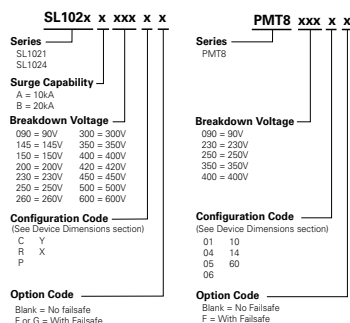 SL102x x xxx x x
Series
SL1021
SL1024
Surge Capability
A = 10kA
B = 20kA
Breakdown Voltage
090 = 90V 300 = 300V
145 = 145V 350 = 350V
150 = 150V 400 = 400V
200 = 200V 420 = 420V
230 = 230V 450 = 450V
250 = 250V 500 = 500V
260 = 260V 600 = 600V
Configuration Code
(See Device Dimensions section)
C Y
R X
P
Option Code
Blank = No failsafe
F or G = With Failsafe
PMT8 xxx x x
Series
PMT8
Breakdown Voltage
090 = 90V
230 = 230V
250 = 250V
350 = 350V
400 = 400V
Configuration Code
(See Device Dimensions section)
01 10
04 14
05 60
06
Option Code
Blank = No Failsafe
F = With Failsafe